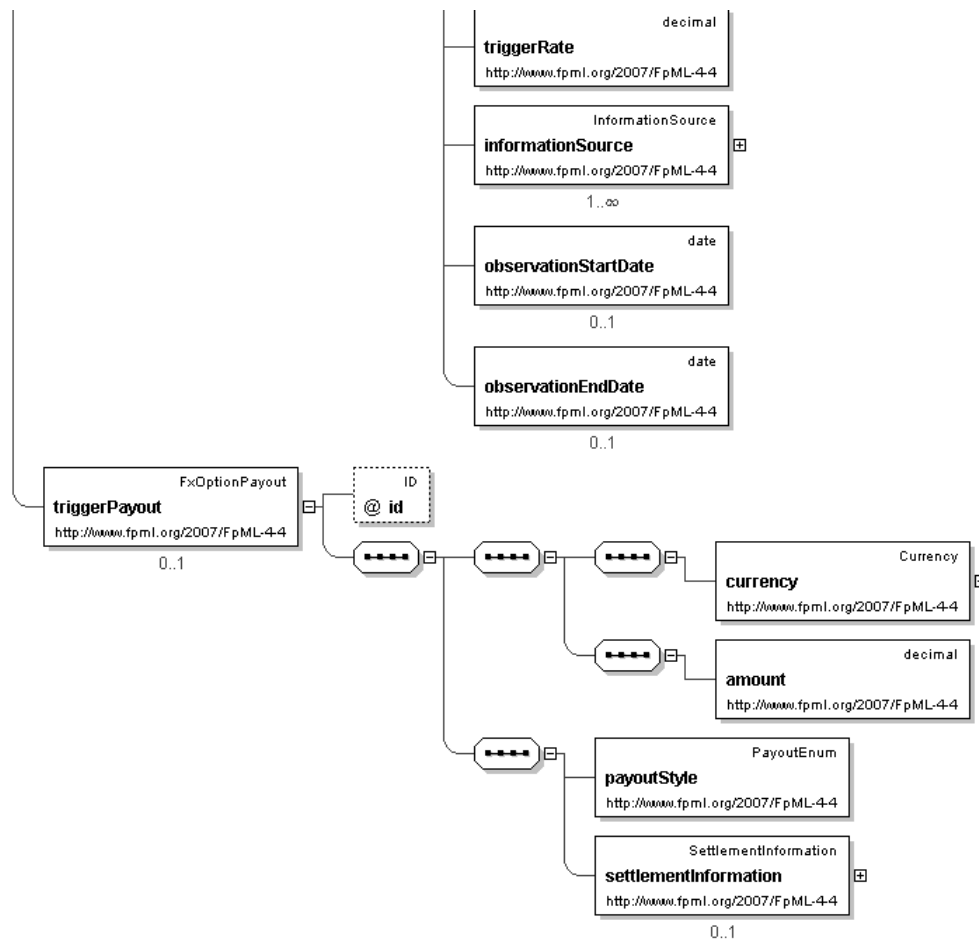 decimal
triggerRate
http://www.fpml.org/2007/FpML-4-4
InformationSource
informationSource
http://www.fpml.org/2007/FpML-4-4
1..∞
date
observationStartDate
http://www.fpml.org/2007/FpML-4-4
0..1
date
observationEndDate
http://www.fpml.org/2007/FpML-4-4
0..1
FxOptionPayout
triggerPayout
http://www.fpml.org/2007/FpML-4-4
0..1
ID
@ id
Currency
currency
http://www.fpml.org/2007/FpML-4-4
decimal
amount
http://www.fpml.org/2007/FpML-4-4
PayoutEnum
payoutStyle
http://www.fpml.org/2007/FpML-4-4
SettlementInformation
settlementInformation
http://www.fpml.org/2007/FpML-4-4
0..1